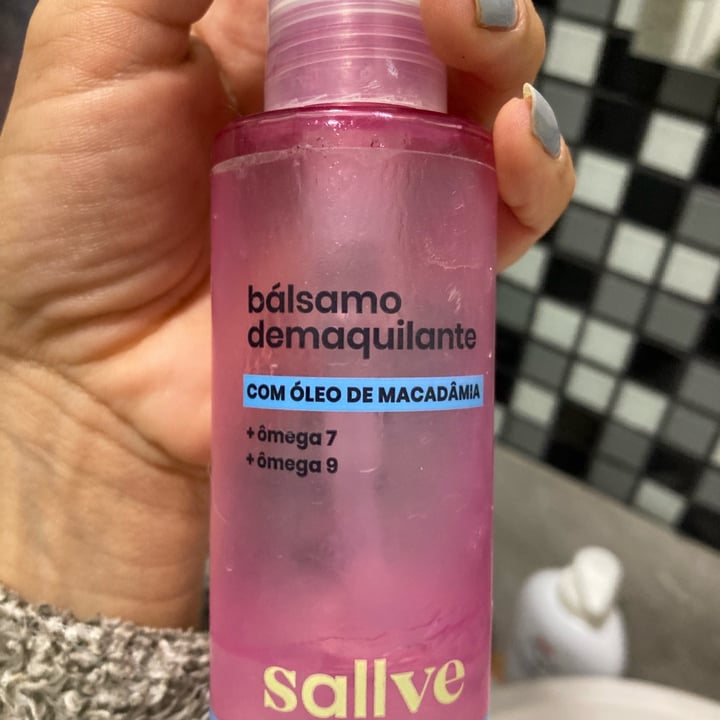 bálsamo
demaquilante
COM ÓLEO DE MACADÂMIA
+ ômega 7
+ ômega 9
sallve